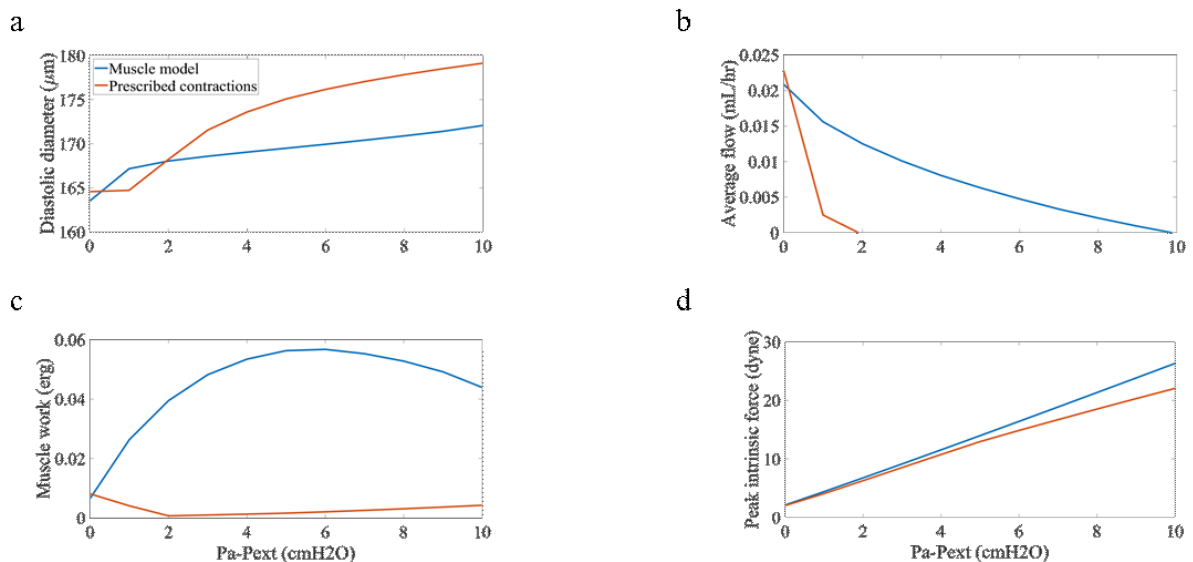 a
Diastolic diameter (μm)
180
175
170
165
160
Muscle model
Prescribed contractions
0 2 4 6 8 10
b
Average flow (mL/hr)
0.025
0.02
0.015
0.01
0.005
0
0 2 4 6 8 10
c
Muscle work (erg)
0.06
0.04
0.02
0
0 2 4 6 8 10
Pa-Pext (cmH2O)
d
Peak intrinsic force (dyne)
30
20
10
0
0 2 4 6 8 10
Pa-Pext (cmH2O)